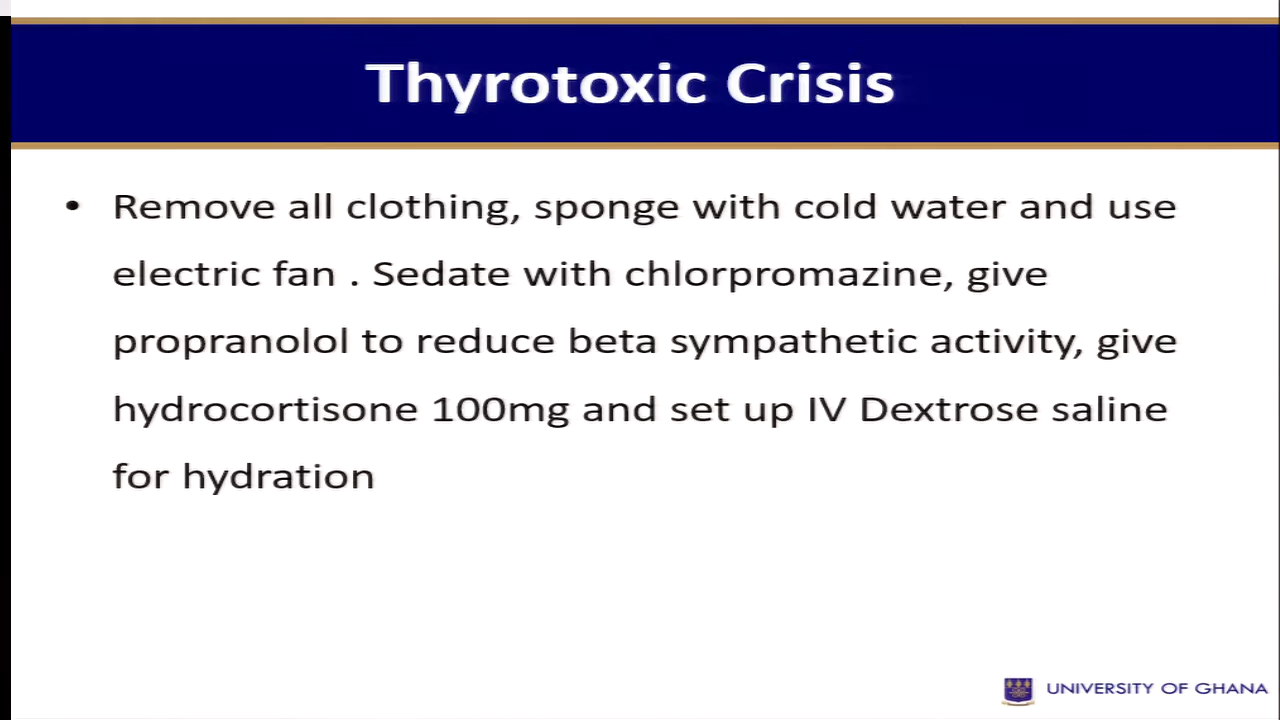 Thyrotoxic Crisis
• Remove all clothing, sponge with cold water and use
electric fan . Sedate with chlorpromazine, give
propranolol to reduce beta sympathetic activity, give
hydrocortisone 100mg and set up IV Dextrose saline
for hydration
UNIVERSITY OF GHANA